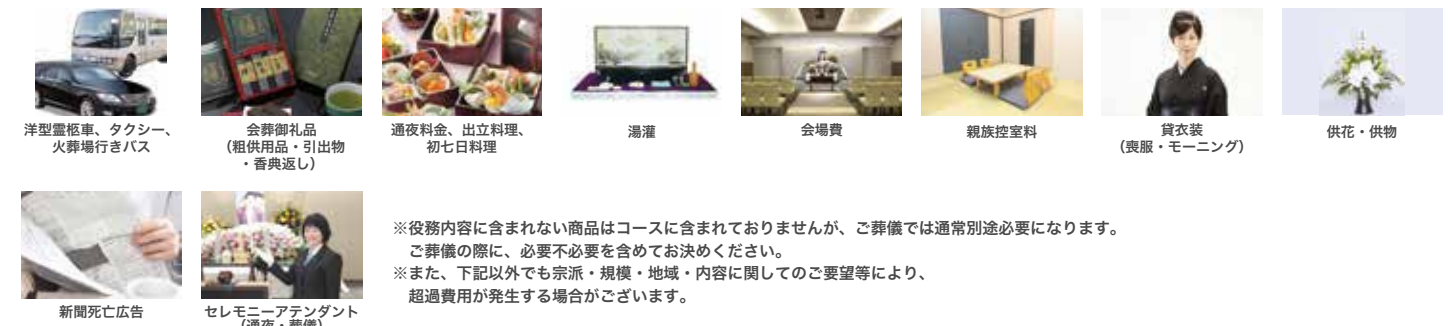 洋型霊柩車、タクシー、
火葬場行きバス
会葬御礼品
（粗供用品・引出物
・香典返し）
通夜料金、出立料理、
初七日料理
湯灌
会場費
親族控室料
貸衣装
（喪服・モーニング）
供花・供物
新聞死亡広告
セレモニーアテンダント
（通夜・葬儀）
※役務内容に含まれない商品はコースに含まれておりませんが、ご葬儀では通常別途必要になります。
ご葬儀の際に、必要不必要を含めてお決めください。
※また、下記以外でも宗派・規模・地域・内容に関してのご要望等により、
超過費用が発生する場合がございます。